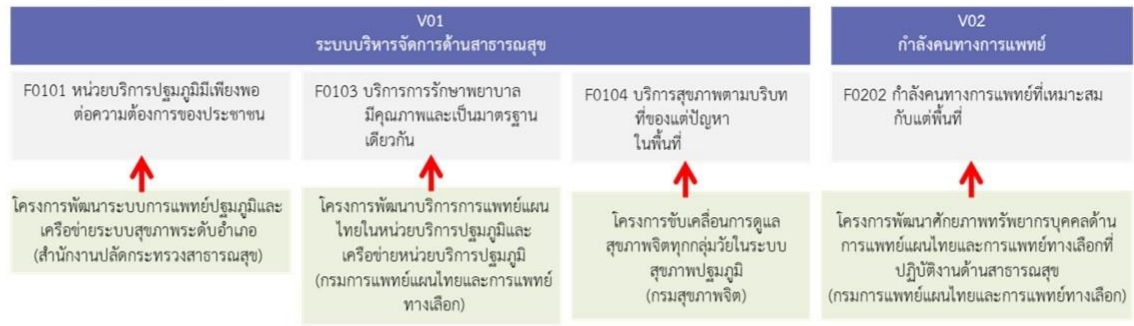 V01
ระบบบริหารจัดการด้านสาธารณสุข
V02
กำลังคนทางการแพทย์
F0101 หน่วยบริการปฐมภูมิมีเพียงพอ
ต่อความต้องการของประชาชน
F0103 บริการการรักษาพยาบาล
มีคุณภาพและเป็นมาตรฐาน
เดียวกัน
F0104 บริการสุขภาพตามบริบท
ที่ของแต่ปัญหา
ในพื้นที่
F0202 กำลังคนทางการแพทย์ที่เหมาะสม
กับแต่พื้นที่
โครงการพัฒนาระบบการแพทย์ปฐมภูมิและ
เครือข่ายระบบสุขภาพระดับอำเภอ
(สำนักงานปลัดกระทรวงสาธารณสุข)
โครงการพัฒนาบริการการแพทย์แผน
ไทยในหน่วยบริการปฐมภูมิและ
เครือข่ายหน่วยบริการปฐมภูมิ
(กรมการแพทย์แผนไทยและการแพทย์
ทางเลือก)
โครงการขับเคลื่อนการดูแล
สุขภาพจิตทุกกลุ่มวัยในระบบ
สุขภาพปฐมภูมิ
(กรมสุขภาพจิต)
โครงการพัฒนาศักยภาพทรัพยากรบุคคลด้าน
การแพทย์แผนไทยและการแพทย์ทางเลือกที่
ปฏิบัติงานด้านสาธารณสุข
(กรมการแพทย์แผนไทยและการแพทย์ทางเลือก)